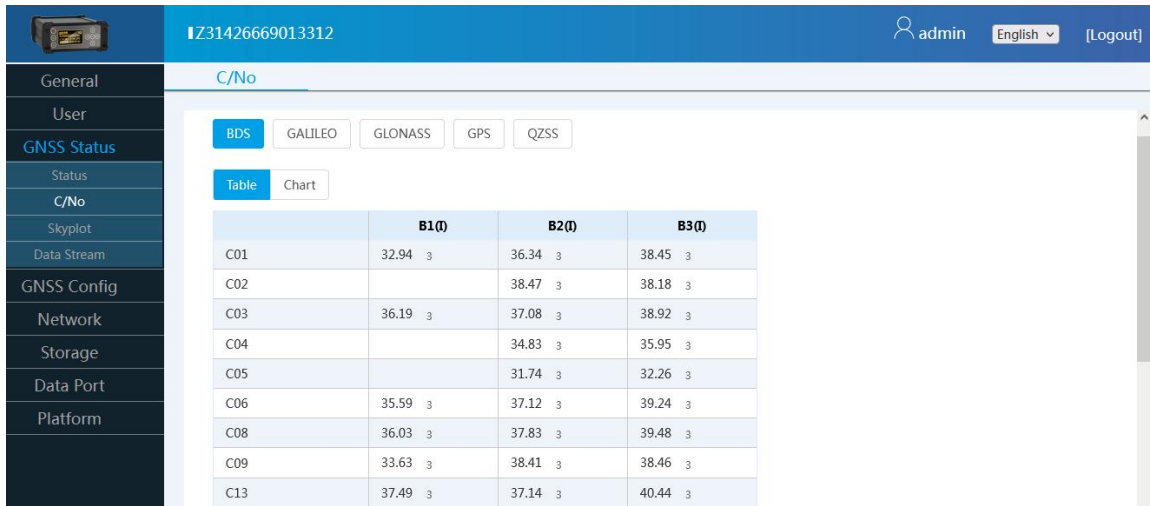 IZ31426669013312
admin
English
[Logout]
General
User
GNSS Status
Status
C/No
Skyplot
Data Stream
GNSS Config
Network
Storage
Data Port
Platform
C/No
BDS GALILEO GLONASS GPS QZSS
Table Chart
B1(I) B2(I) B3(I)
C01 32.94 3 36.34 3 38.45 3
C02 38.47 3 38.18 3
C03 36.19 3 37.08 3 38.92 3
C04 34.83 3 35.95 3
C05 31.74 3 32.26 3
C06 35.59 3 37.12 3 39.24 3
C08 36.03 3 37.83 3 39.48 3
C09 33.63 3 38.41 3 38.46 3
C13 37.49 3 37.14 3 40.44 3